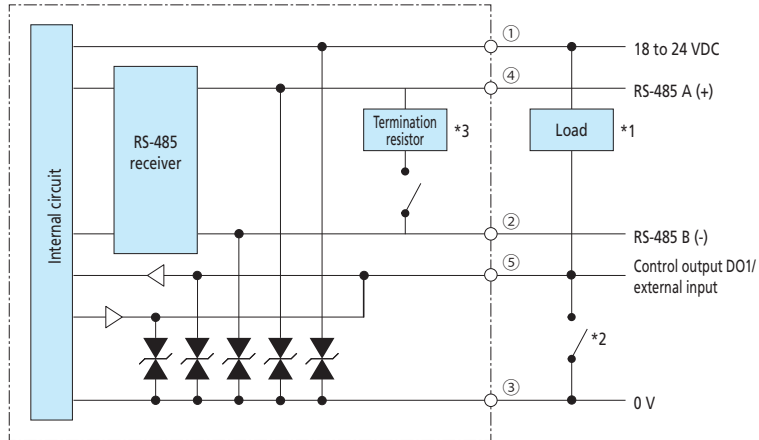 ①
18 to 24 VDC
④
RS-485 A (+)
Termination
resistor
*3
Load
*1
RS-485
receiver
Internal circuit
②
RS-485 B (-)
⑤
Control output DO1/
external input
*2
③
0 V